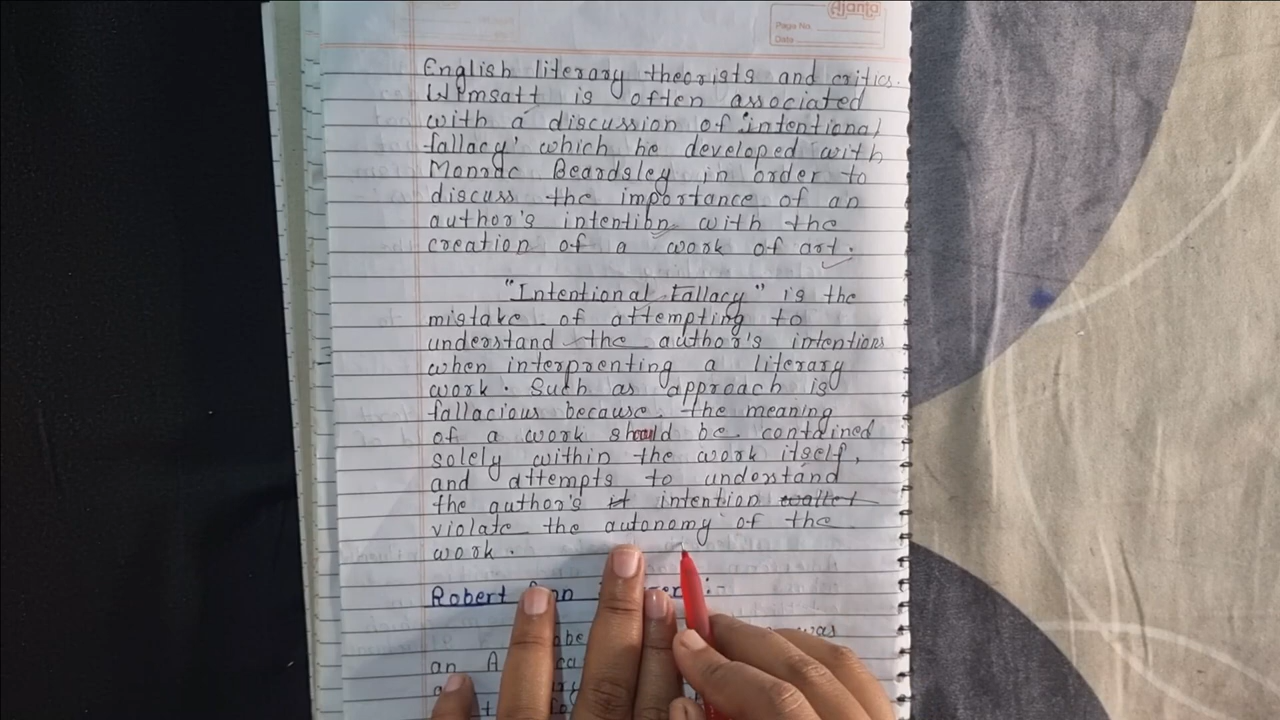 Ajanta
Page No.
Date
English literary theorists and critics.
Wimsatt is often associated
with a discussion of 'intentional
fallacy' which he developed with
Monroc Beardsley in order to
discuss the importance of an
author's intention with the
creation of a work of art.
"Intentional Fallacy" is the
mistake of attempting to
understand the author's intentions
when interprenting a literary
work. Such as approach is
fallacious because the meaning
of a work should be contained
solely within the work itself,
and attempts to understand
the author's it intention
violate the autonomy of the
work.
Robert
was
an